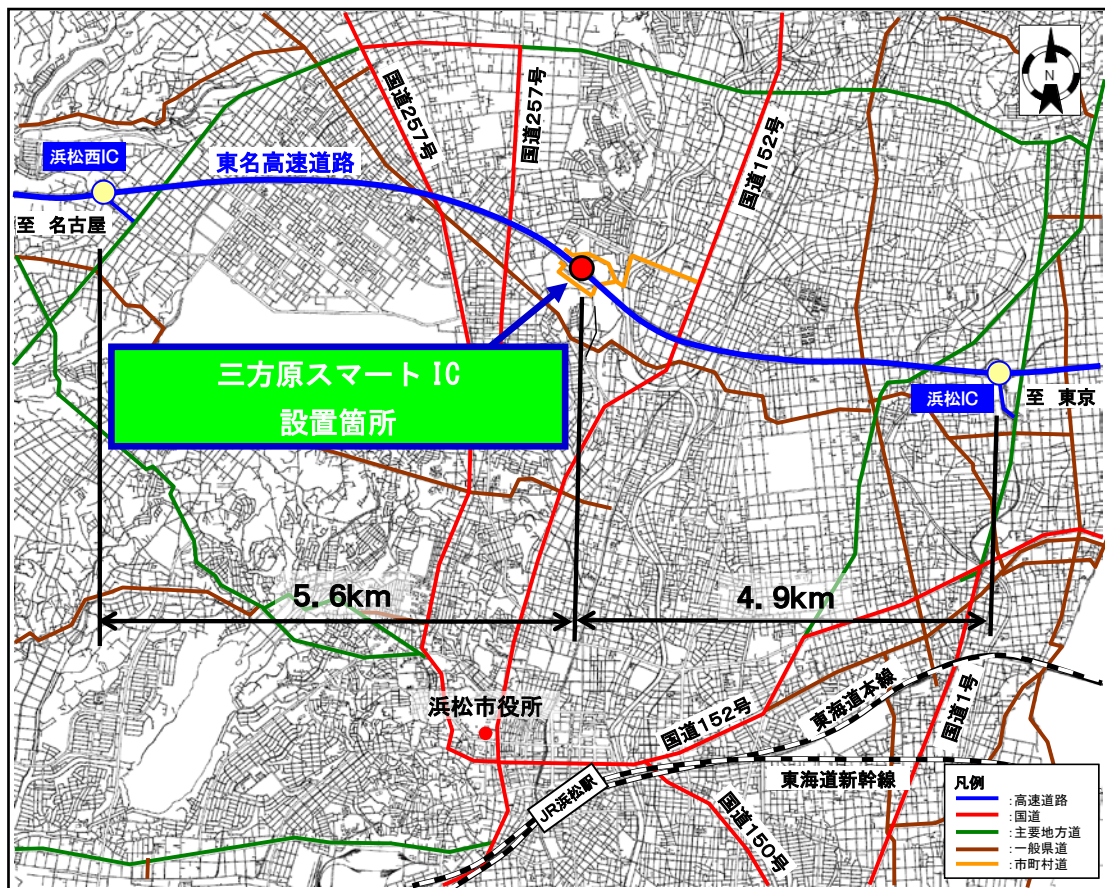 N
国道257号
国道257号
国道152号
浜松西IC
東名高速道路
至 名古屋
三方原スマート IC
設置箇所
浜松IC
至 東京
5.6km
4.9km
浜松市役所
国道152号
東海道本線
国道1号
東海道新幹線
JR浜松駅
国道150号
凡例
:高速道路
:国道
:主要地方道
:一般県道
:市町村道